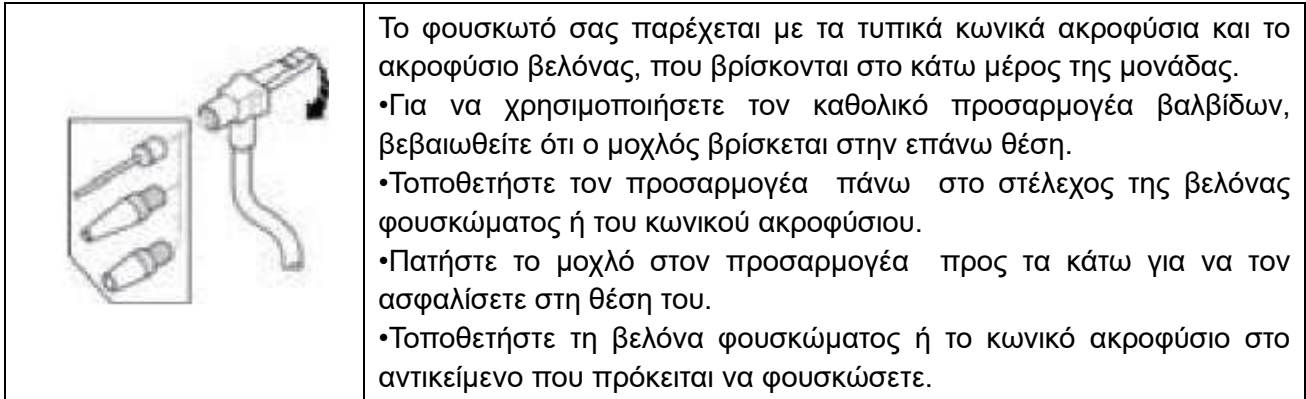 Το φουσκωτό σας παρέχεται με τα τυπικά κωνικά ακροφύσια και το
ακροφύσιο βελόνας, που βρίσκονται στο κάτω μέρος της μονάδας.
•Για να χρησιμοποιήσετε τον καθολικό προσαρμογέα βαλβίδων,
βεβαιωθείτε ότι ο μοχλός βρίσκεται στην επάνω θέση.
•Τοποθετήστε τον προσαρμογέα πάνω στο στέλεχος της βελόνας
φουσκώματος ή του κωνικού ακροφύσιου.
•Πατήστε το μοχλό στον προσαρμογέα προς τα κάτω για να τον
ασφαλίσετε στη θέση του.
•Τοποθετήστε τη βελόνα φουσκώματος ή το κωνικό ακροφύσιο στο
αντικείμενο που πρόκειται να φουσκώσετε.